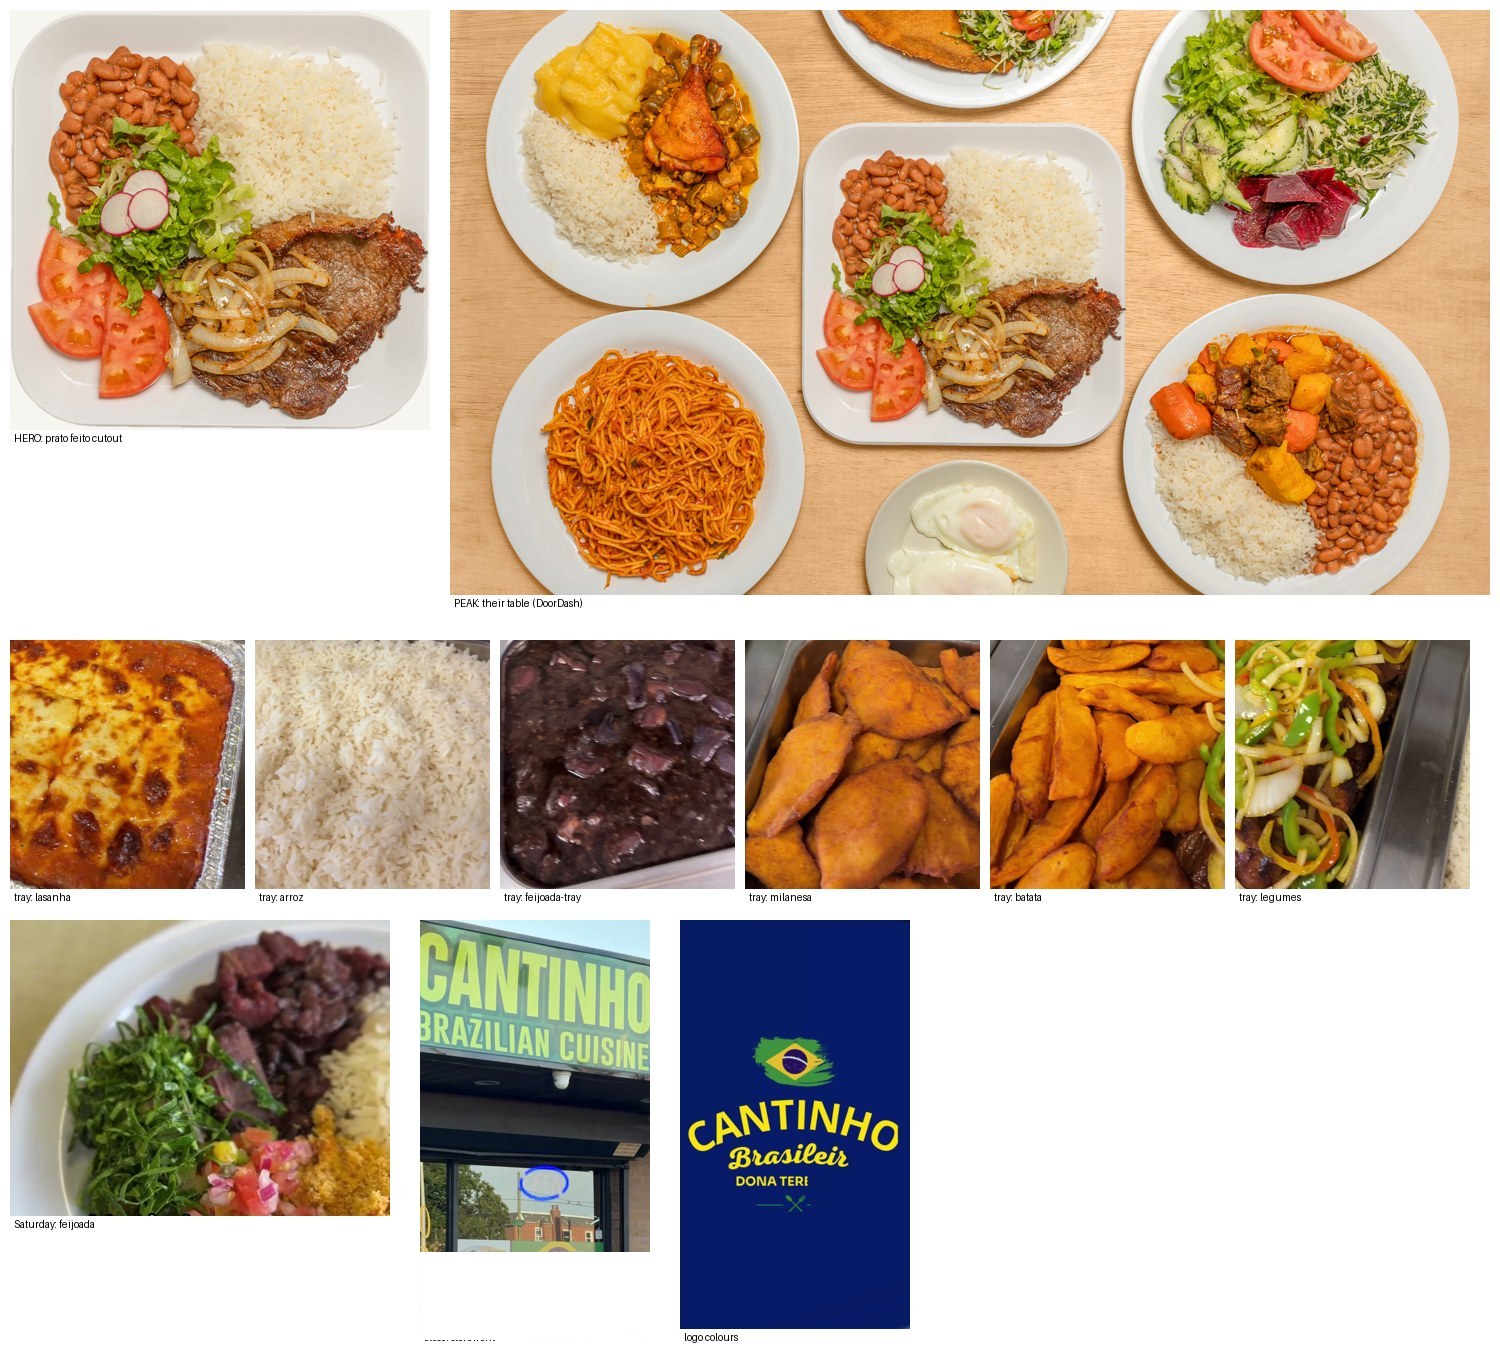 HERO: prato feito cutout
PEAK: their table (DoorDash)
tray: lasanha
tray: arroz
tray: feijoada-tray
tray: milanesa
tray: batata
tray: legumes
Saturday: feijoada
CANTINHO
BRAZILIAN CUISINE
CANTINHO
Brasileir
DONA TERE
logo colours